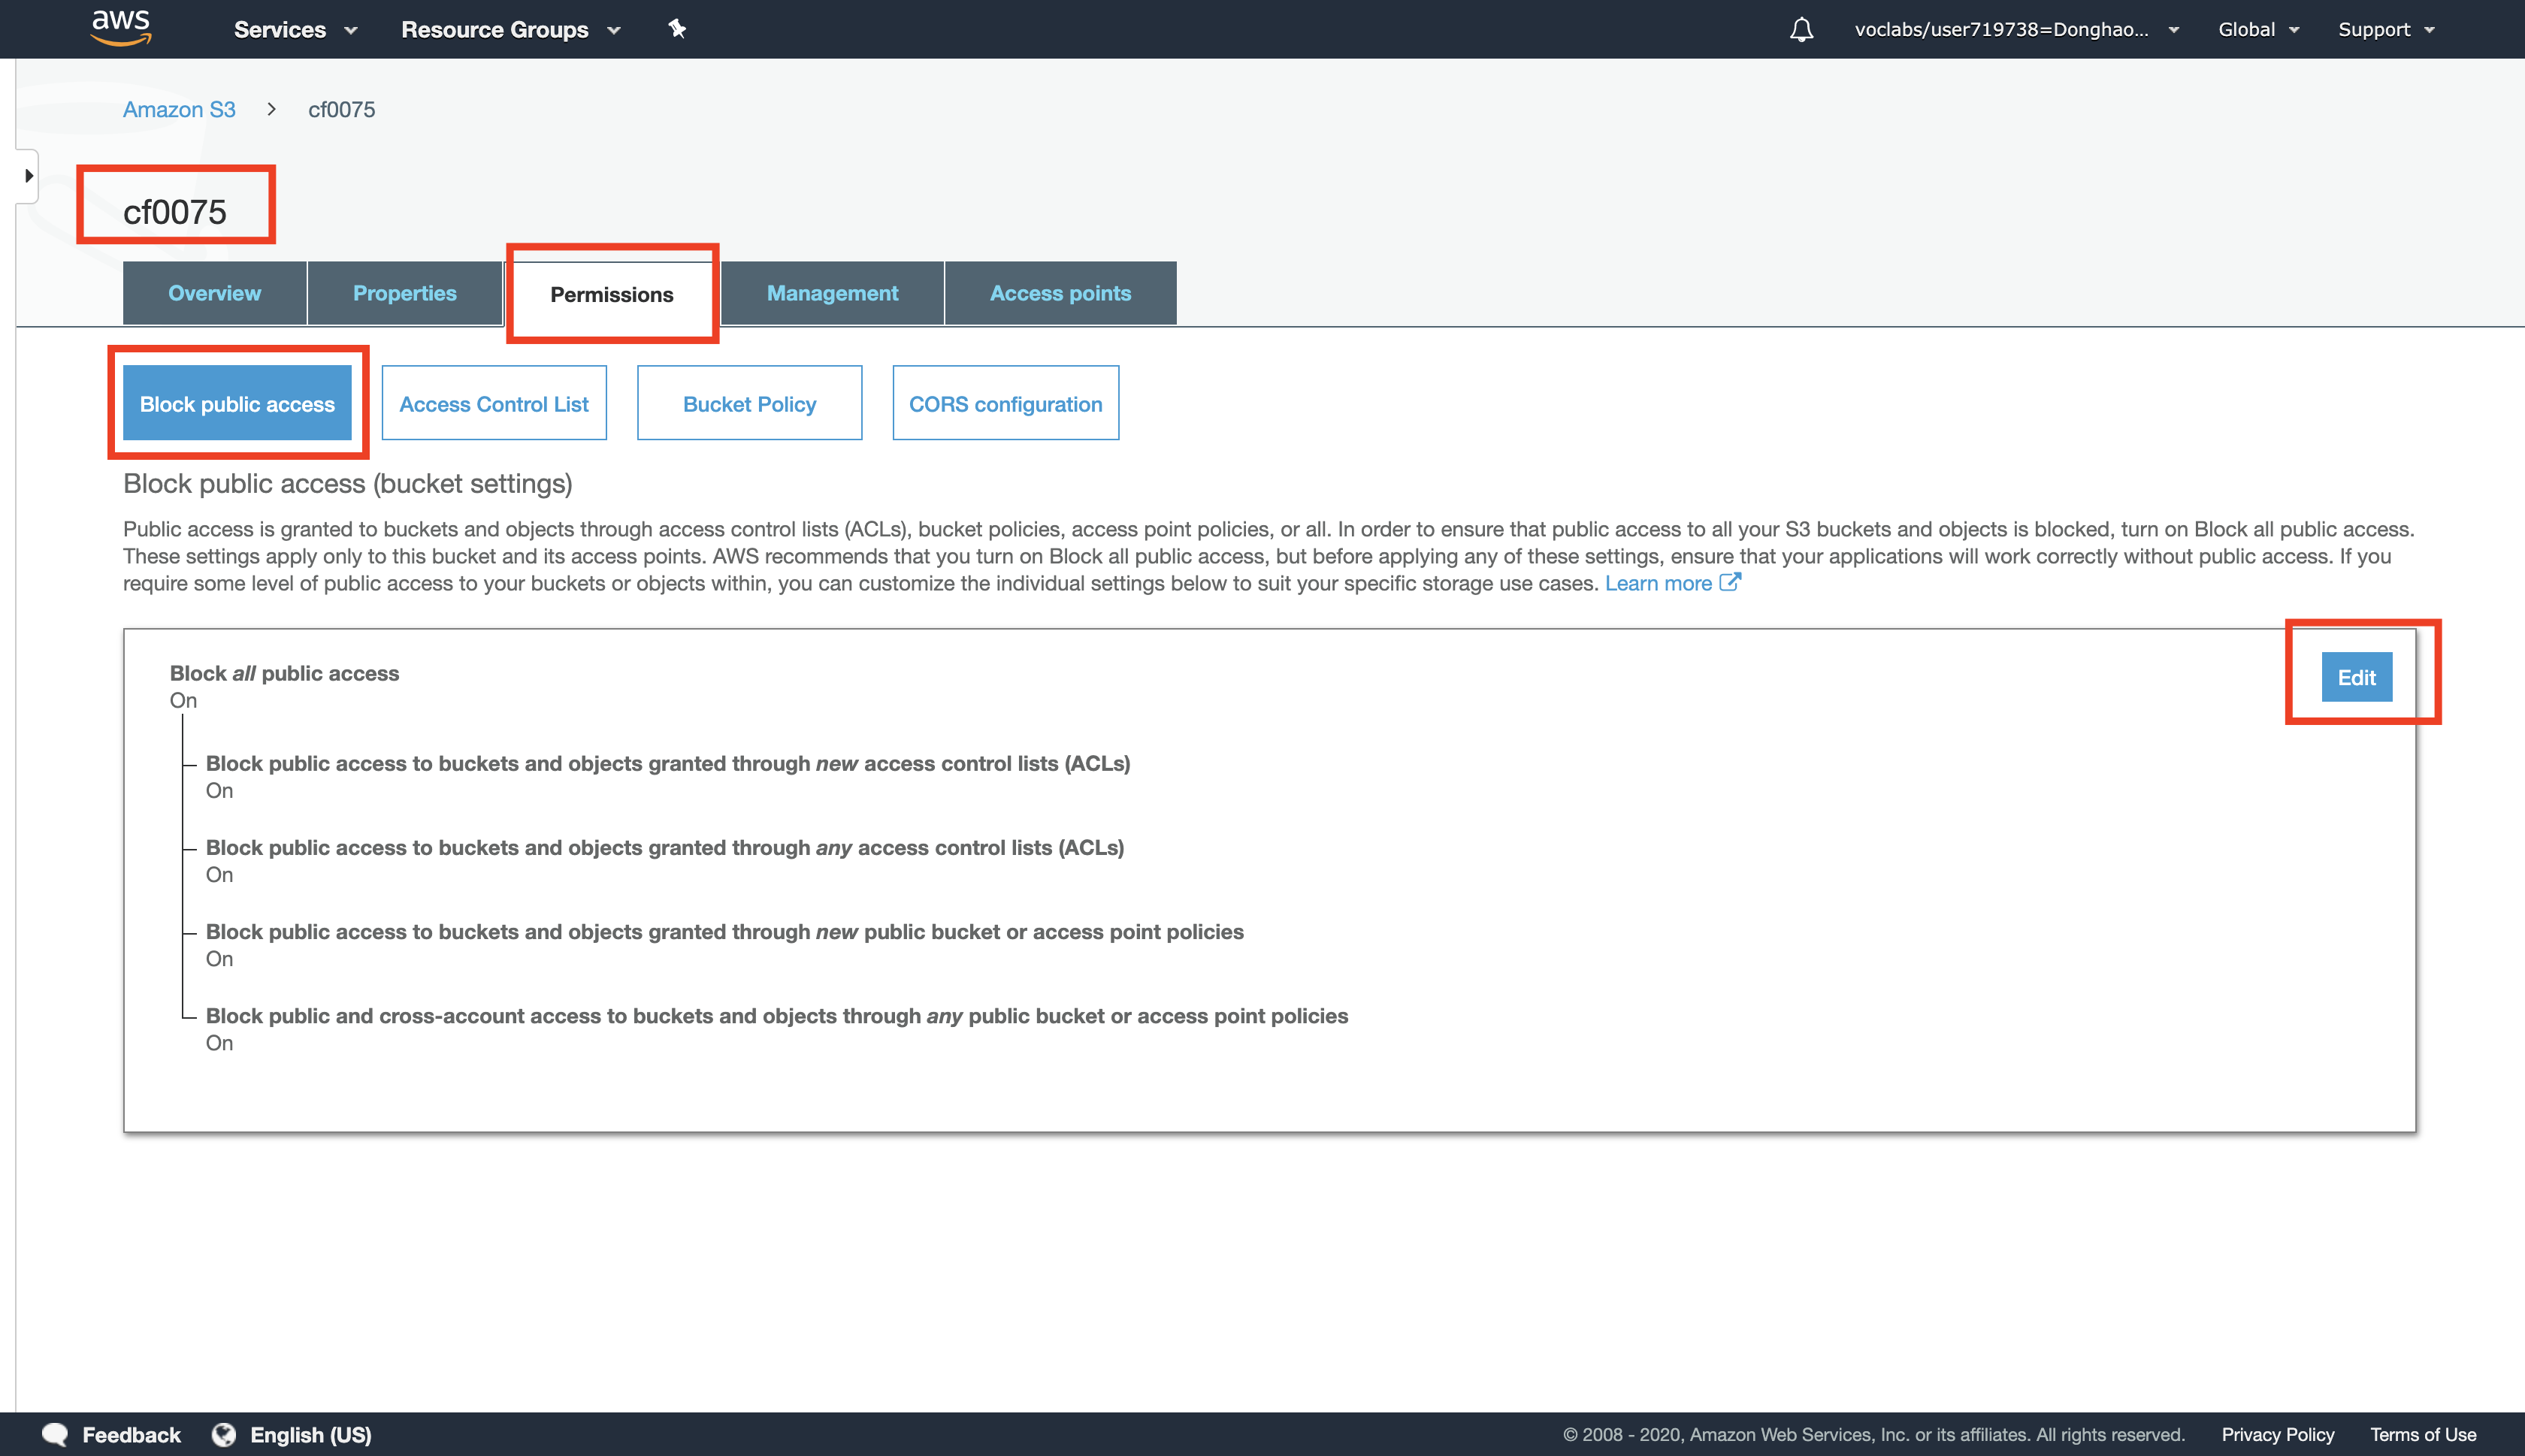 aws Services Resource Groups voclabs/user719738=Donghao... Global Support
Amazon S3 > cf0075
cf0075
Overview Properties Permissions Management Access points
Block public access Access Control List Bucket Policy CORS configuration
Block public access (bucket settings)
Public access is granted to buckets and objects through access control lists (ACLs), bucket policies, access point policies, or all. In order to ensure that public access to all your S3 buckets and objects is blocked, turn on Block all public access.
These settings apply only to this bucket and its access points. AWS recommends that you turn on Block all public access, but before applying any of these settings, ensure that your applications will work correctly without public access. If you
require some level of public access to your buckets or objects within, you can customize the individual settings below to suit your specific storage use cases. Learn more
Block all public access
Edit
On
Block public access to buckets and objects granted through new access control lists (ACLs)
On
Block public access to buckets and objects granted through any access control lists (ACLs)
On
Block public access to buckets and objects granted through new public bucket or access point policies
On
Block public and cross-account access to buckets and objects through any public bucket or access point policies
On
Feedback English (US) © 2008 - 2020, Amazon Web Services, Inc. or its affiliates. All rights reserved. Privacy Policy Terms of Use